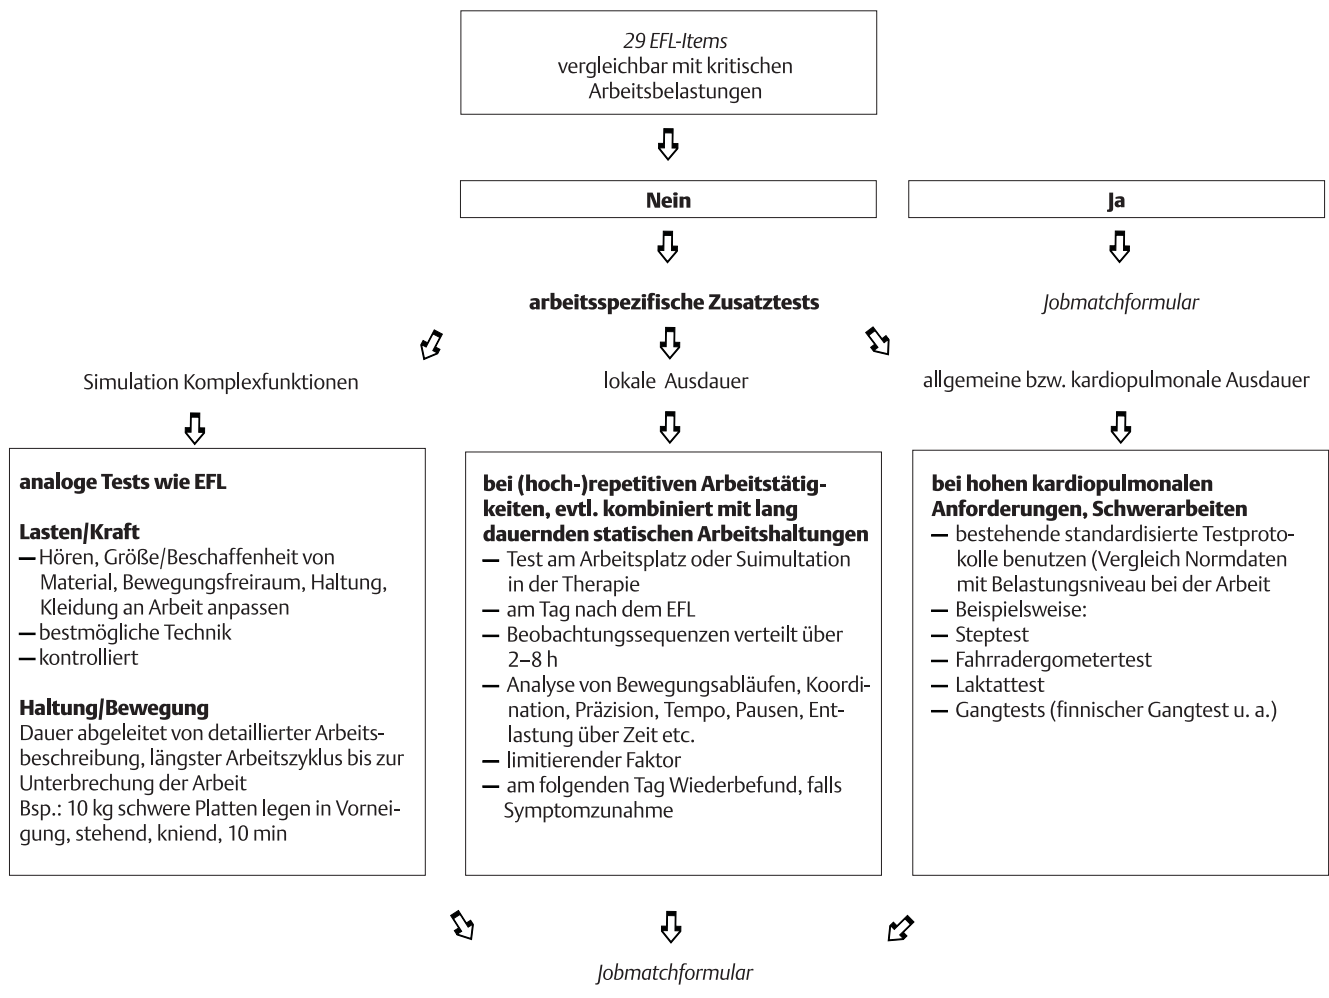 29 EFL-Items
vergleichbar mit kritischen
Arbeitsbelastungen
Nein
Ja
arbeitsspezifische Zusatztests
Jobmatchformular
Simulation Komplexfunktionen
lokale Ausdauer
allgemeine bzw. kardiopulmonale Ausdauer
analoge Tests wie EFL
Lasten/Kraft
— Hören, Größe/Beschaffenheit von
Material, Bewegungsfreiraum, Haltung,
Kleidung an Arbeit anpassen
— bestmögliche Technik
— kontrolliert
Haltung/Bewegung
Dauer abgeleitet von detaillierter Arbeits-
beschreibung, längster Arbeitszyklus bis zur
Unterbrechung der Arbeit
Bsp.: 10 kg schwere Platten legen in Vornei-
gung, stehend, kniend, 10 min
bei (hoch-)repetitiven Arbeitstätig-
keiten, evtl. kombiniert mit lang
dauernden statischen Arbeitshaltungen
— Test am Arbeitsplatz oder Suimultation
in der Therapie
— am Tag nach dem EFL
— Beobachtungssequenzen verteilt über
2–8 h
— Analyse von Bewegungsabläufen, Koordi-
nation, Präzision, Tempo, Pausen, Ent-
lastung über Zeit etc.
— limitierender Faktor
— am folgenden Tag Wiederbefund, falls
Symptomzunahme
bei hohen kardiopulmonalen
Anforderungen, Schwerarbeiten
— bestehende standardisierte Testproto-
kolle benutzen (Vergleich Normdaten
mit Belastungsniveau bei der Arbeit
— Beispielsweise:
— Steptest
— Fahrradergometertest
— Laktattest
— Gangtests (finnischer Gangtest u. a.)
Jobmatchformular